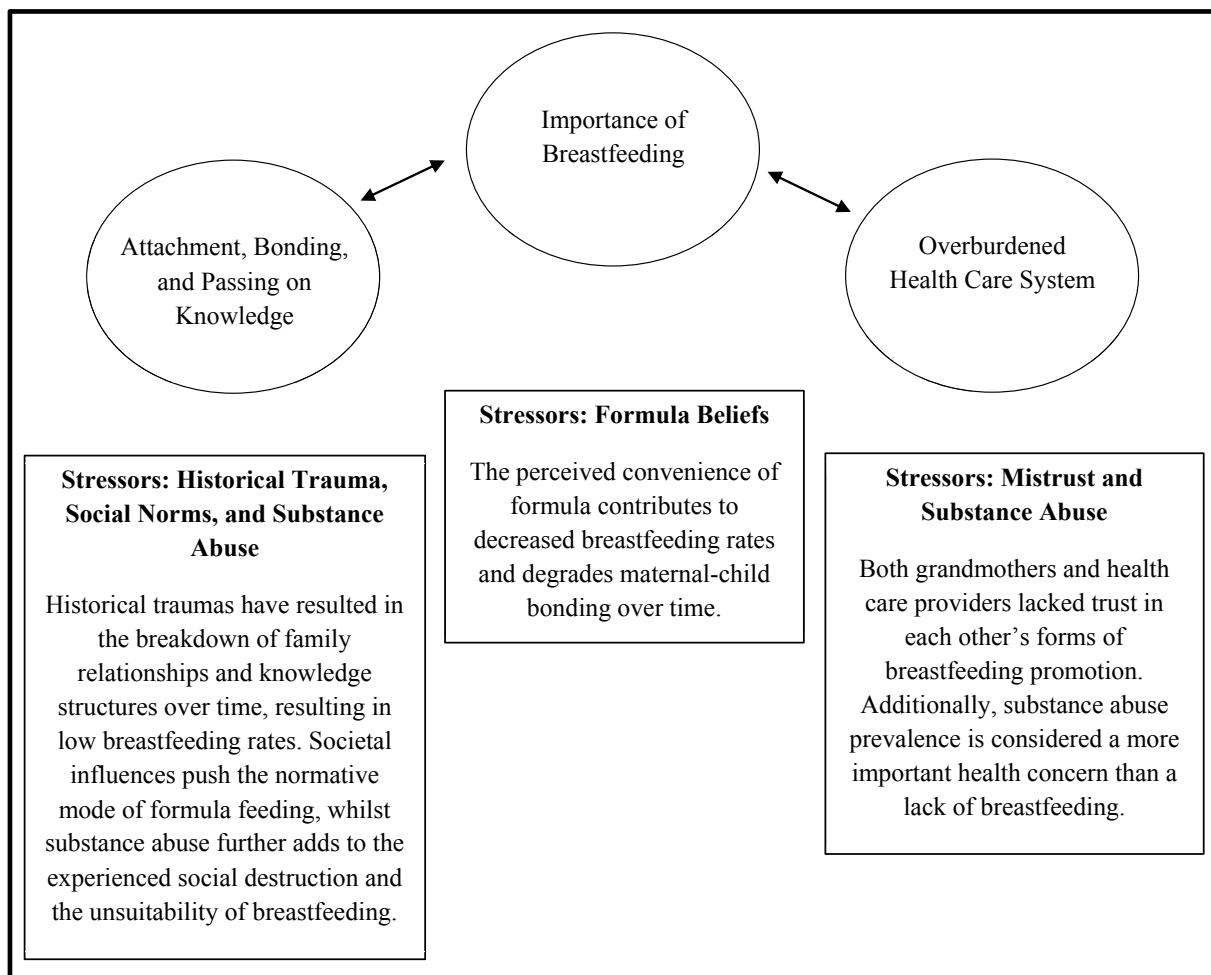 Importance of
Breastfeeding
Attachment, Bonding,
and Passing on
Knowledge
Overburdened
Health Care System
Stressors: Historical Trauma,
Social Norms, and Substance
Abuse
Historical traumas have resulted in
the breakdown of family
relationships and knowledge
structures over time, resulting in
low breastfeeding rates. Societal
influences push the normative
mode of formula feeding, whilst
substance abuse further adds to the
experienced social destruction and
the unsuitability of breastfeeding.
Stressors: Formula Beliefs
The perceived convenience of
formula contributes to
decreased breastfeeding rates
and degrades maternal-child
bonding over time.
Stressors: Mistrust and
Substance Abuse
Both grandmothers and health
care providers lacked trust in
each other’s forms of
breastfeeding promotion.
Additionally, substance abuse
prevalence is considered a more
important health concern than a
lack of breastfeeding.